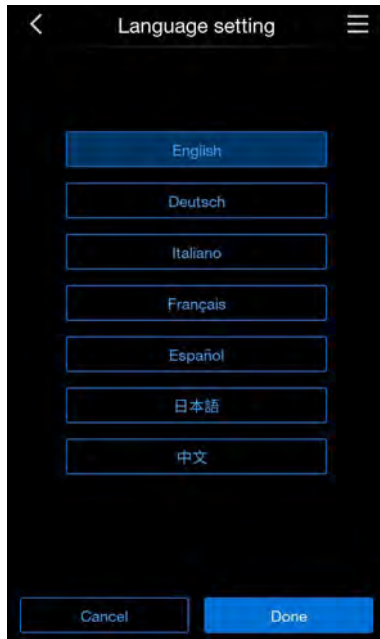 Language setting
English
Deutsch
Italiano
Français
Español
日本語
中文
Cancel Done